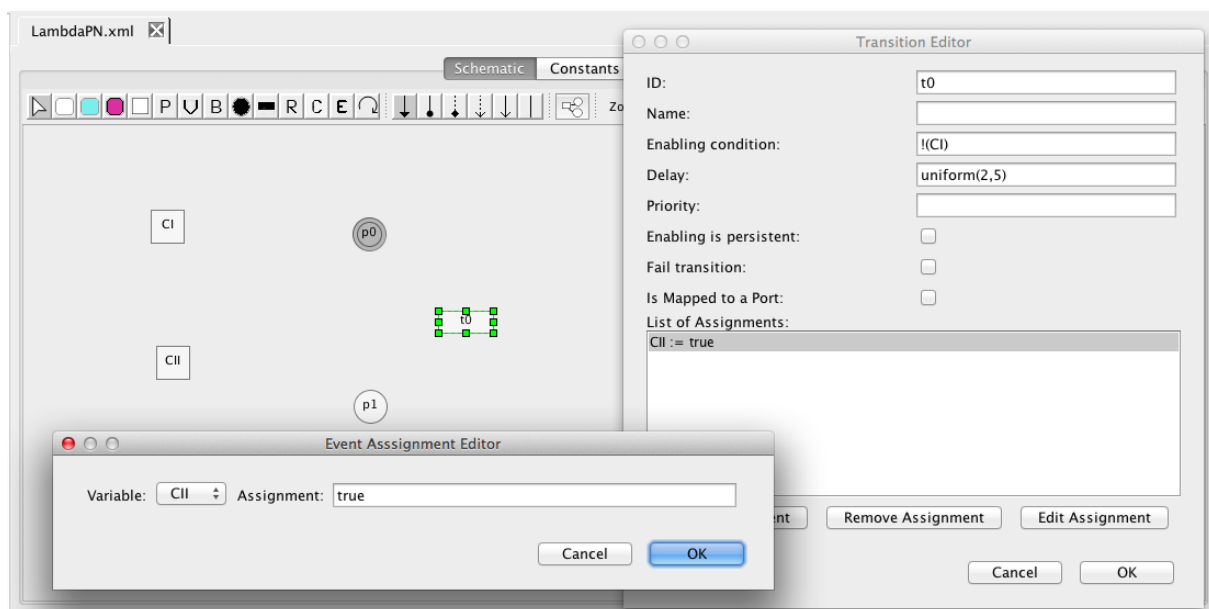 LambdaPN.xml
Schematic Constants
P V B R C E Zo
CI
p0
t0
CII
p1
Transition Editor
ID: t0
Name:
Enabling condition: !(CI)
Delay: uniform(2,5)
Priority:
Enabling is persistent:
Fail transition:
Is Mapped to a Port:
List of Assignments:
CII := true
Event Asssignment Editor
Variable: CII Assignment: true
Cancel OK
nt Remove Assignment Edit Assignment
Cancel OK